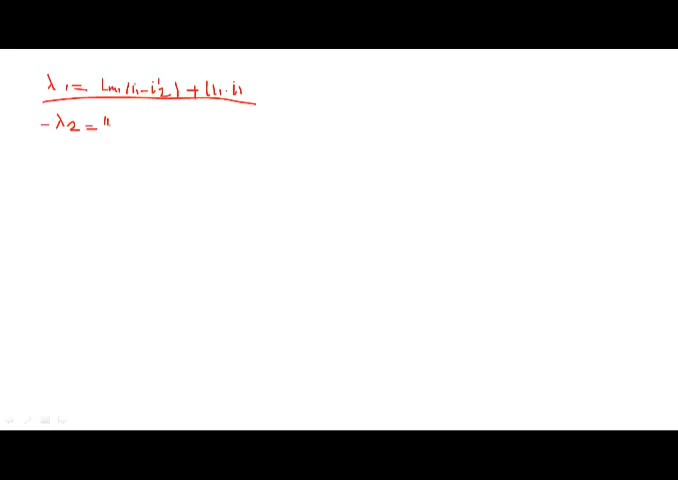 λ1 = Lm1(i1-i'2) + Ll1·i1
-λ2 = "